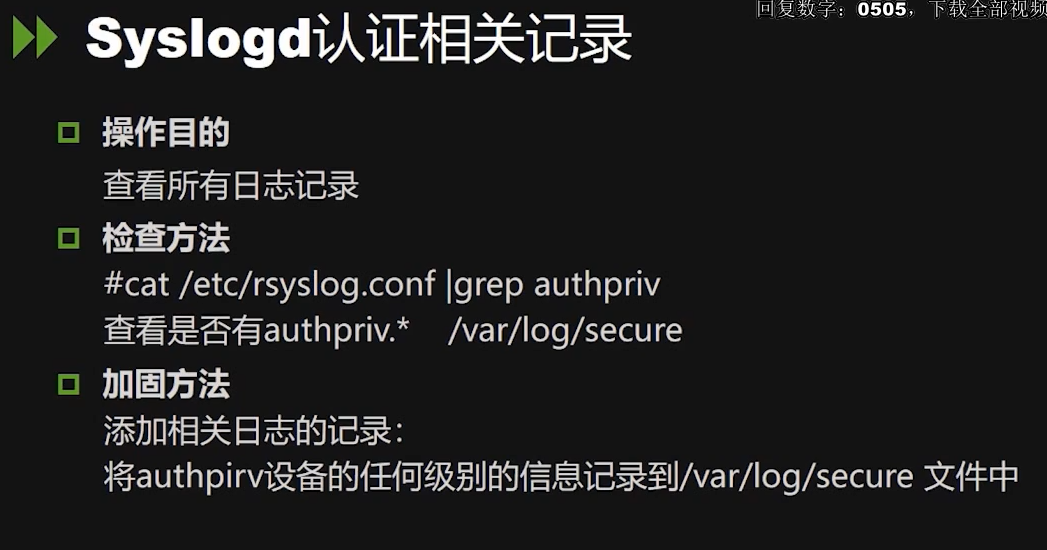 回复数字：0505，下载全部视频
Syslogd认证相关记录
操作目的
查看所有日志记录
检查方法
#cat /etc/rsyslog.conf |grep authpriv
查看是否有authpriv.* /var/log/secure
加固方法
添加相关日志的记录：
将authpirv设备的任何级别的信息记录到/var/log/secure 文件中